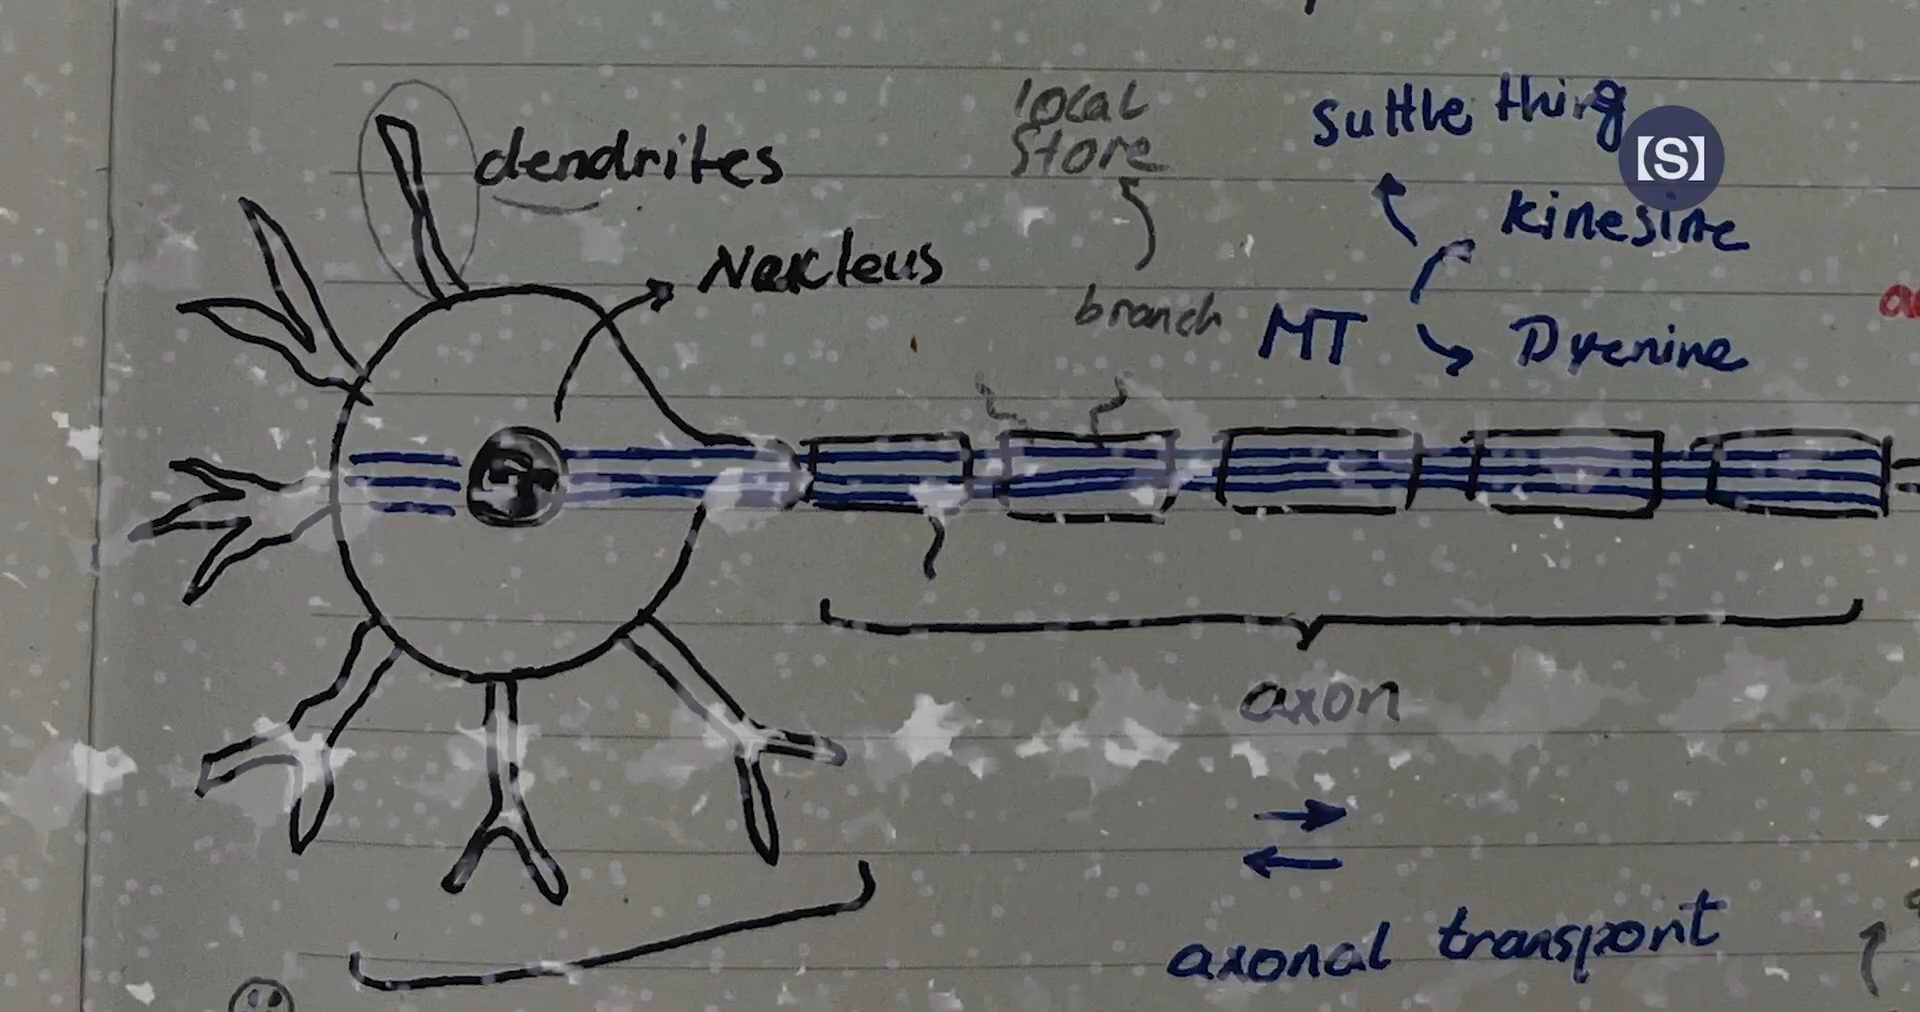 local
store
suttle thing
[S]
dendrites
kinesine
Nekleus
branch
MT
Dyenine
axon
axonal transport